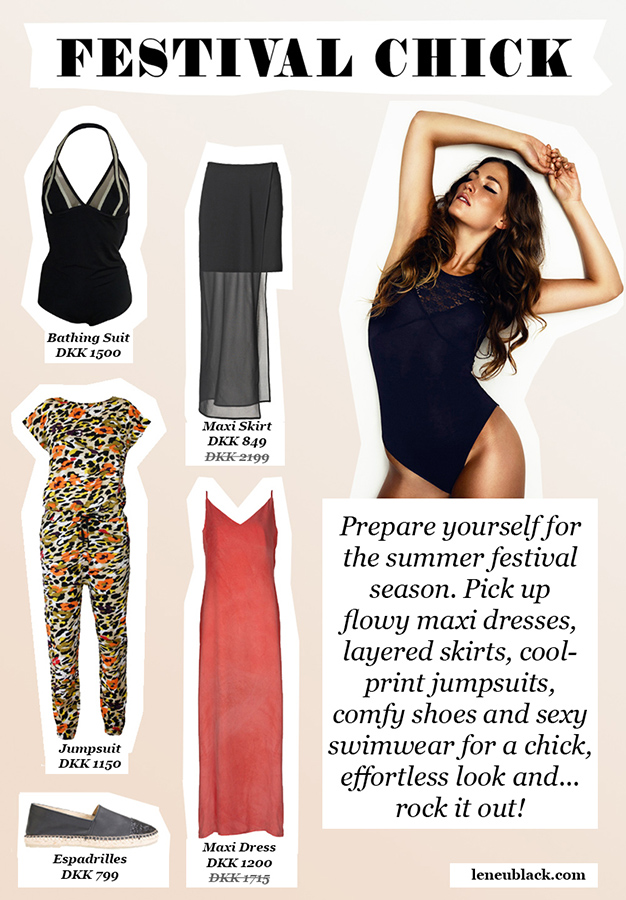 FESTIVAL CHICK
Bathing Suit
DKK 1500
Maxi Skirt
DKK 849
DKK 2199
Jumpsuit
DKK 1150
Espadrilles
DKK 799
Maxi Dress
DKK 1200
DKK 1715
Prepare yourself for
the summer festival
season. Pick up
flowy maxi dresses,
layered skirts, cool-
print jumpsuits,
comfy shoes and sexy
swimwear for a chick,
effortless look and...
rock it out!
leneublack.com